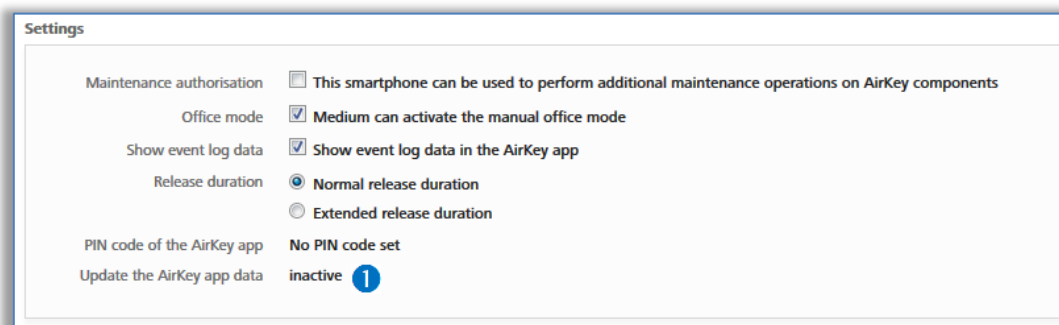 Settings
Maintenance authorisation This smartphone can be used to perform additional maintenance operations on AirKey components
Office mode Medium can activate the manual office mode
Show event log data Show event log data in the AirKey app
Release duration Normal release duration
Extended release duration
PIN code of the AirKey app No PIN code set
Update the AirKey app data inactive 1